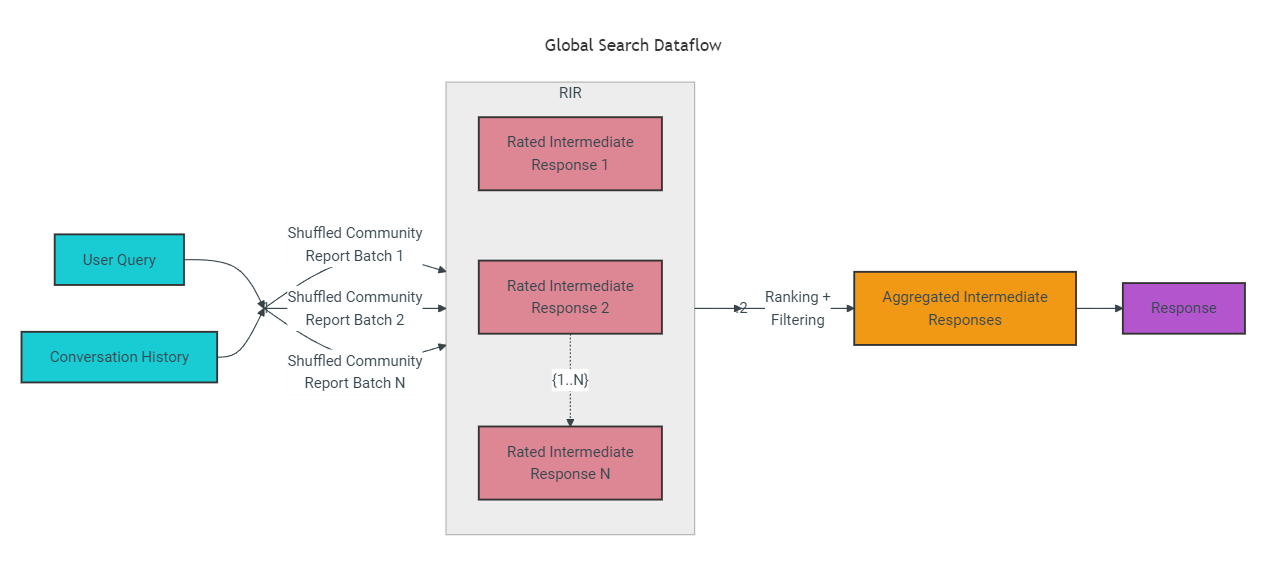 Global Search Dataflow
RIR
Rated Intermediate
Response 1
User Query
Conversation History
Shuffled Community
Report Batch 1
Shuffled Community
Report Batch 2
Shuffled Community
Report Batch N
Rated Intermediate
Response 2
{1..N}
Rated Intermediate
Response N
2
Ranking +
Filtering
Aggregated Intermediate
Responses
Response